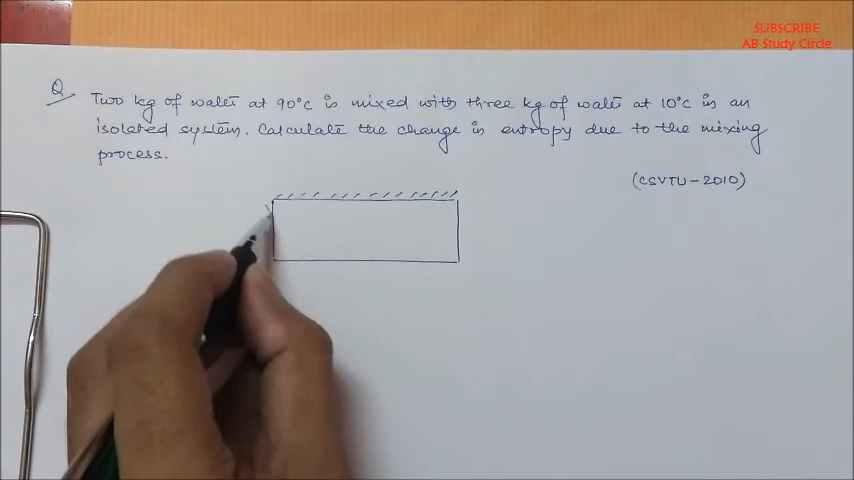 SUBSCRIBE
AB Study Circle
Q Two kg of water at 90°C is mixed with three kg of water at 10°C in an
isolated system. Calculate the change in entropy due to the mixing
process.
(CSVTU-2010)